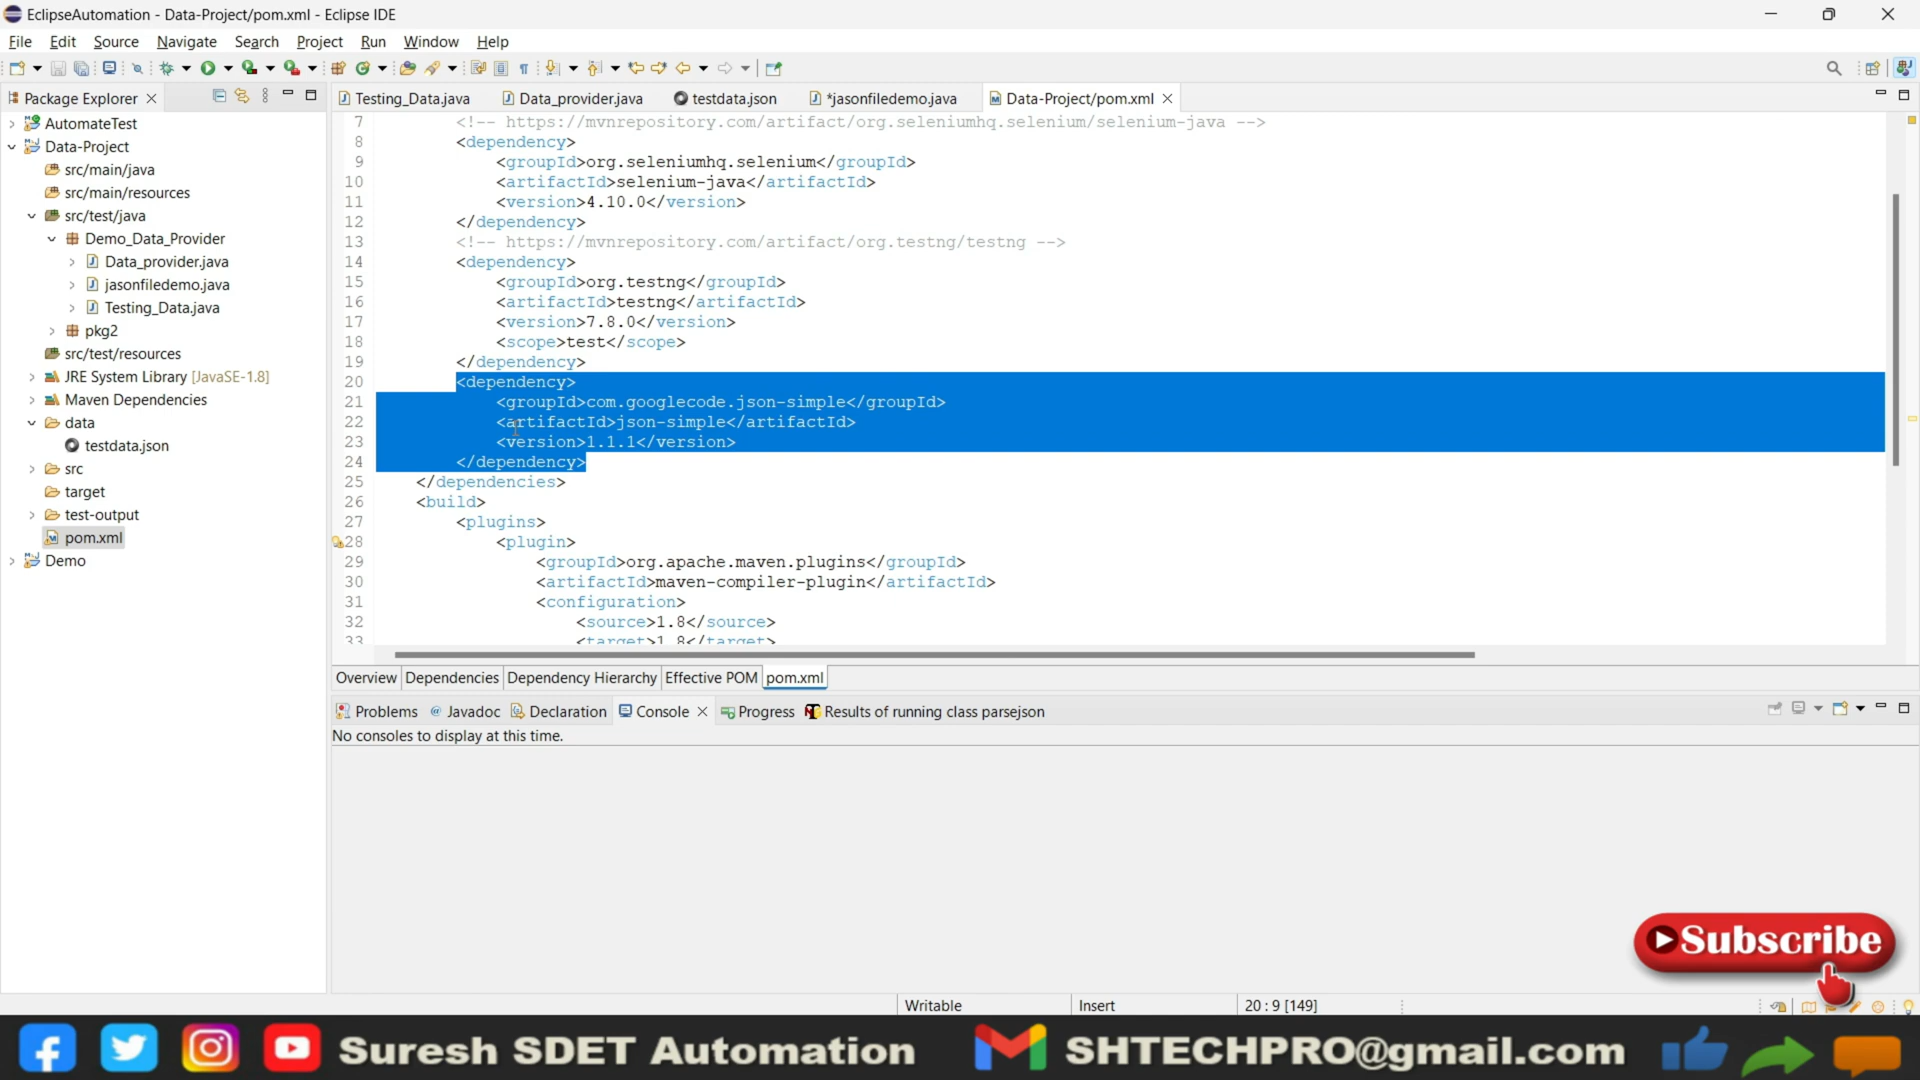 EclipseAutomation - Data-Project/pom.xml - Eclipse IDE
File Edit Source Navigate Search Project Run Window Help
Package Explorer
Testing_Data.java Data_provider.java testdata.json *jasonfiledemo.java Data-Project/pom.xml
AutomateTest
Data-Project
src/main/java
src/main/resources
src/test/java
Demo_Data_Provider
Data_provider.java
jasonfiledemo.java
Testing_Data.java
pkg2
src/test/resources
JRE System Library [JavaSE-1.8]
Maven Dependencies
data
testdata.json
src
target
test-output
pom.xml
Demo
7 <!-- https://mvnrepository.com/artifact/org.seleniumhq.selenium/selenium-java -->
8 <dependency>
9 <groupId>org.seleniumhq.selenium</groupId>
10 <artifactId>selenium-java</artifactId>
11 <version>4.10.0</version>
12 </dependency>
13 <!-- https://mvnrepository.com/artifact/org.testng/testng -->
14 <dependency>
15 <groupId>org.testng</groupId>
16 <artifactId>testng</artifactId>
17 <version>7.8.0</version>
18 <scope>test</scope>
19 </dependency>
20 <dependency>
21 <groupId>com.googlecode.json-simple</groupId>
22 <artifactId>json-simple</artifactId>
23 <version>1.1.1</version>
24 </dependency>
25 </dependencies>
26 <build>
27 <plugins>
28 <plugin>
29 <groupId>org.apache.maven.plugins</groupId>
30 <artifactId>maven-compiler-plugin</artifactId>
31 <configuration>
32 <source>1.8</source>
33 <target>1.8</target>
Overview Dependencies Dependency Hierarchy Effective POM pom.xml
Problems Javadoc Declaration Console Progress Results of running class parsejson
No consoles to display at this time.
Subscribe
Writable Insert 20 : 9 [149]
Suresh SDET Automation SHTECHPRO@gmail.com